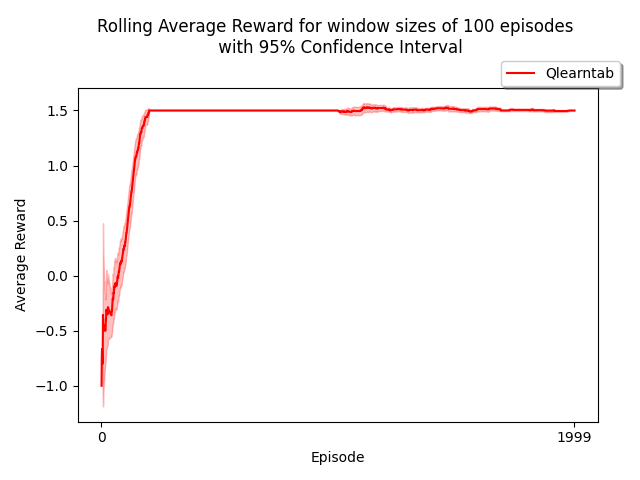 Rolling Average Reward for window sizes of 100 episodes
with 95% Confidence Interval
Qlearntab
1.5
1.0
0.5
0.0
−0.5
−1.0
Average Reward
0
1999
Episode